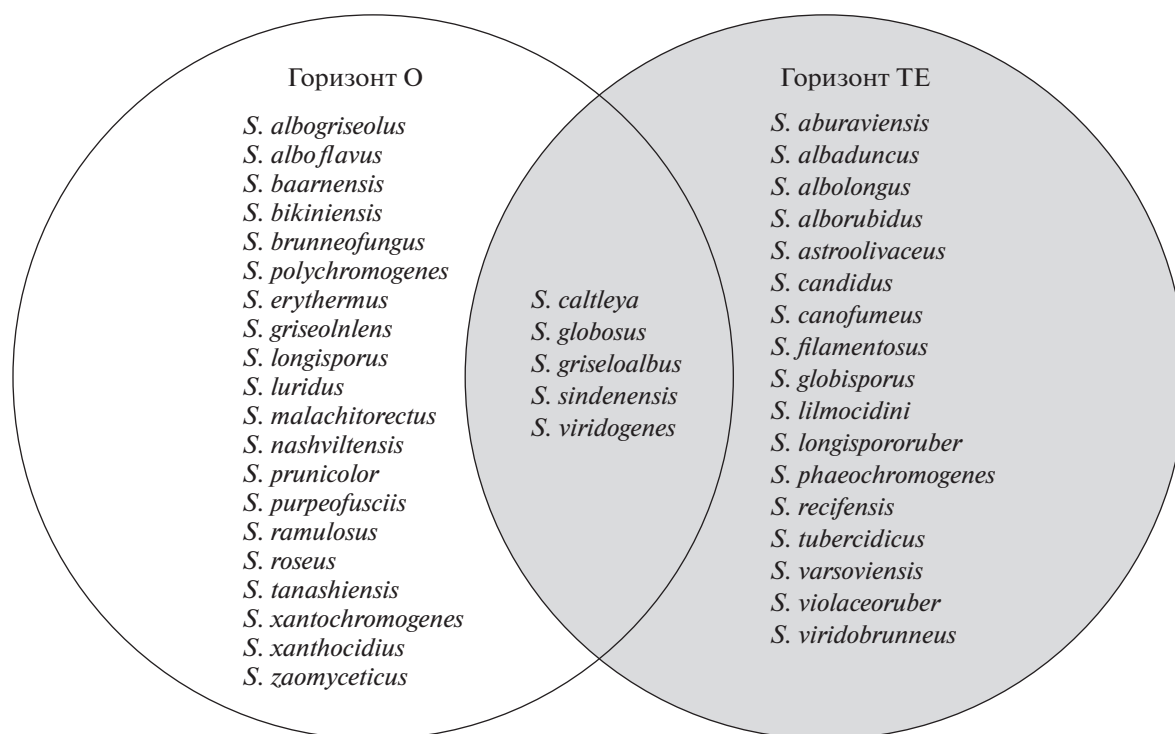 Горизонт О
S. albogriseolus
S. alboflavus
S. baarnensis
S. bikiniensis
S. brunneofungus
S. polychromogenes
S. erythermus
S. griseolnlens
S. longisporus
S. luridus
S. malachitorectus
S. nashviltensis
S. prunicolor
S. purpeofusciis
S. ramulosus
S. roseus
S. tanashiensis
S. xantochromogenes
S. xanthocidius
S. zaomyceticus
S. caltleya
S. globosus
S. griseloalbus
S. sindenensis
S. viridogenes
Горизонт ТЕ
S. aburaviensis
S. albaduncus
S. albolongus
S. alborubidus
S. astroolivaceus
S. candidus
S. canofumeus
S. filamentosus
S. globisporus
S. lilmocidini
S. longispororuber
S. phaeochromogenes
S. recifensis
S. tubercidicus
S. varsoviensis
S. violaceoruber
S. viridobrunneus